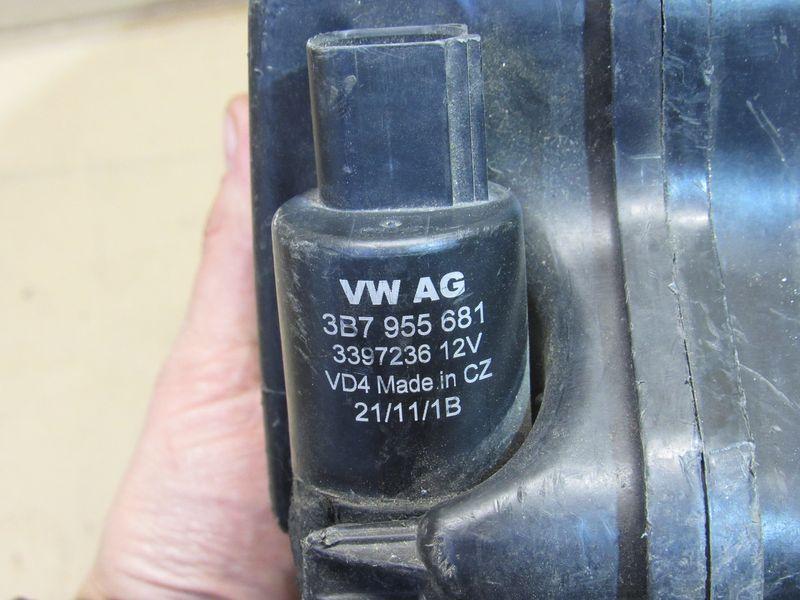 VW AG
3B7 955 681
3397236 12V
VD4 Made in CZ
21/11/1B